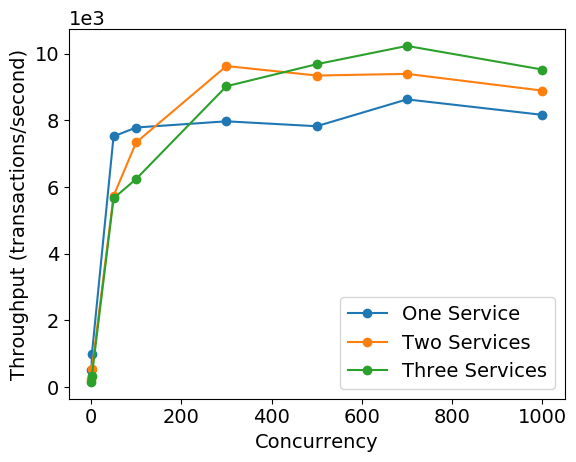 1e3
10
8
6
4
2
0
Throughput (transactions/second)
One Service
Two Services
Three Services
0 200 400 600 800 1000
Concurrency